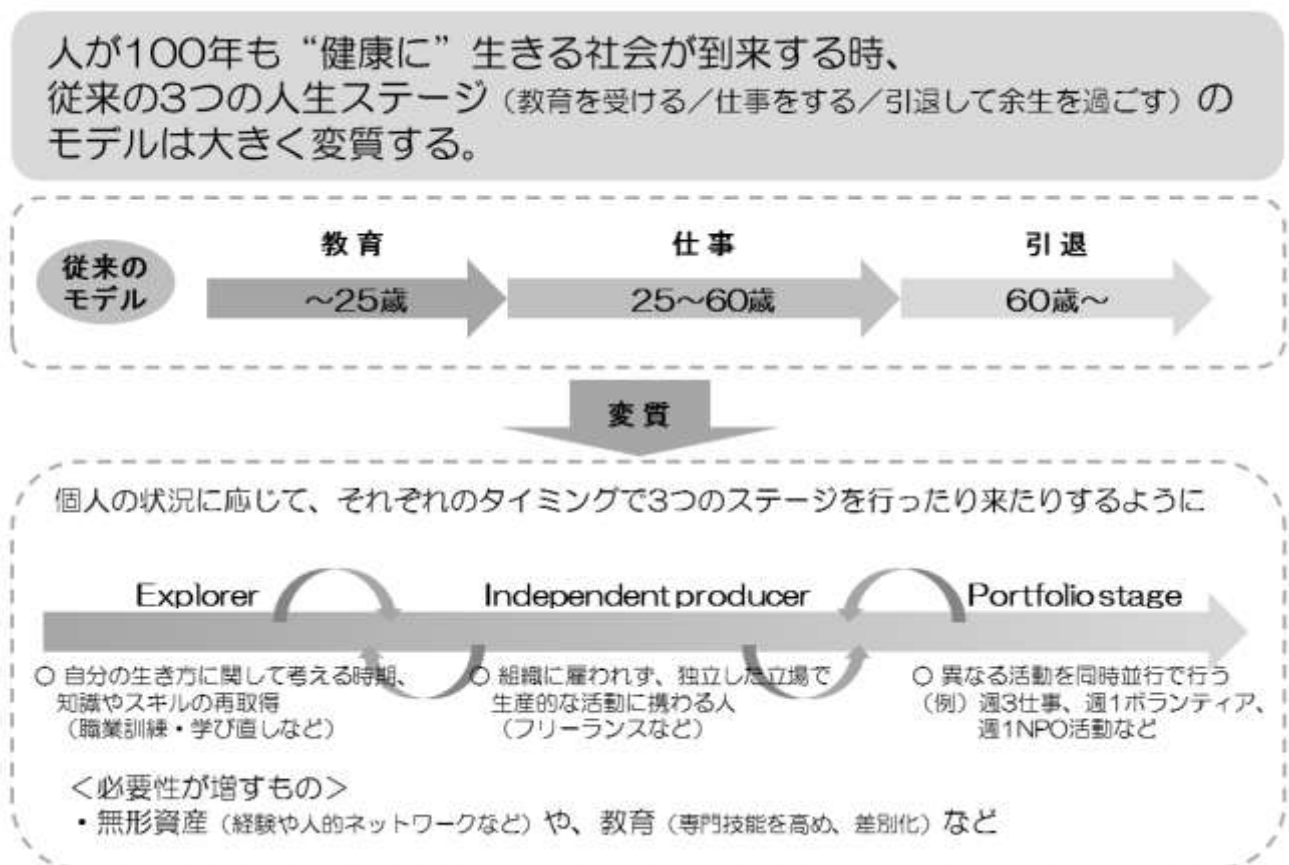 人が100年も“健康に”生きる社会が到来する時、
従来の3つの人生ステージ（教育を受ける／仕事をする／引退して余生を過ごす）の
モデルは大きく変質する。
従来の
モデル
教育
仕事
引退
～25歳
25～60歳
60歳～
変質
個人の状況に応じて、それぞれのタイミングで3つのステージを行ったり来たりするように
Explorer
Independent producer
Portfolio stage
○ 自分の生き方に関して考える時期、
知識やスキルの再取得
（職業訓練・学び直しなど）
○ 組織に雇われず、独立した立場で
生産的な活動に携わる人
（フリーランスなど）
○ 異なる活動を同時並行で行う
（例）週3仕事、週1ボランティア、
週1NPO活動など
＜必要性が増すもの＞
・無形資産（経験や人的ネットワークなど）や、教育（専門技能を高め、差別化）など